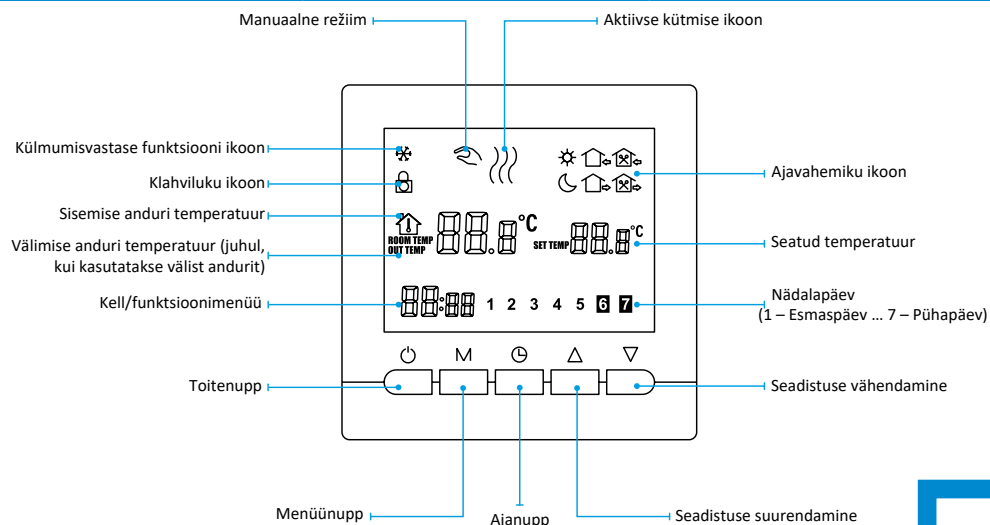 Manuaalne režiim
Aktiivse kütmise ikoon
Külmumisvastase funktsiooni ikoon
Klahviluku ikoon
Ajavahemiku ikoon
Sisemise anduri temperatuur
Välimise anduri temperatuur (juhul,
kui kasutatakse välist andurit)
ROOM TEMP
OUT TEMP
88.8°C
SET TEMP 88.8°C
Seatud temperatuur
Kell/funktsioonimenüü
88:88 1 2 3 4 5 6 7
Nädalapäev
(1 – Esmaspäev ... 7 – Pühapäev)
M
Toitenupp
Seadistuse vähendamine
Menüünupp
Ajanupp
Seadistuse suurendamine